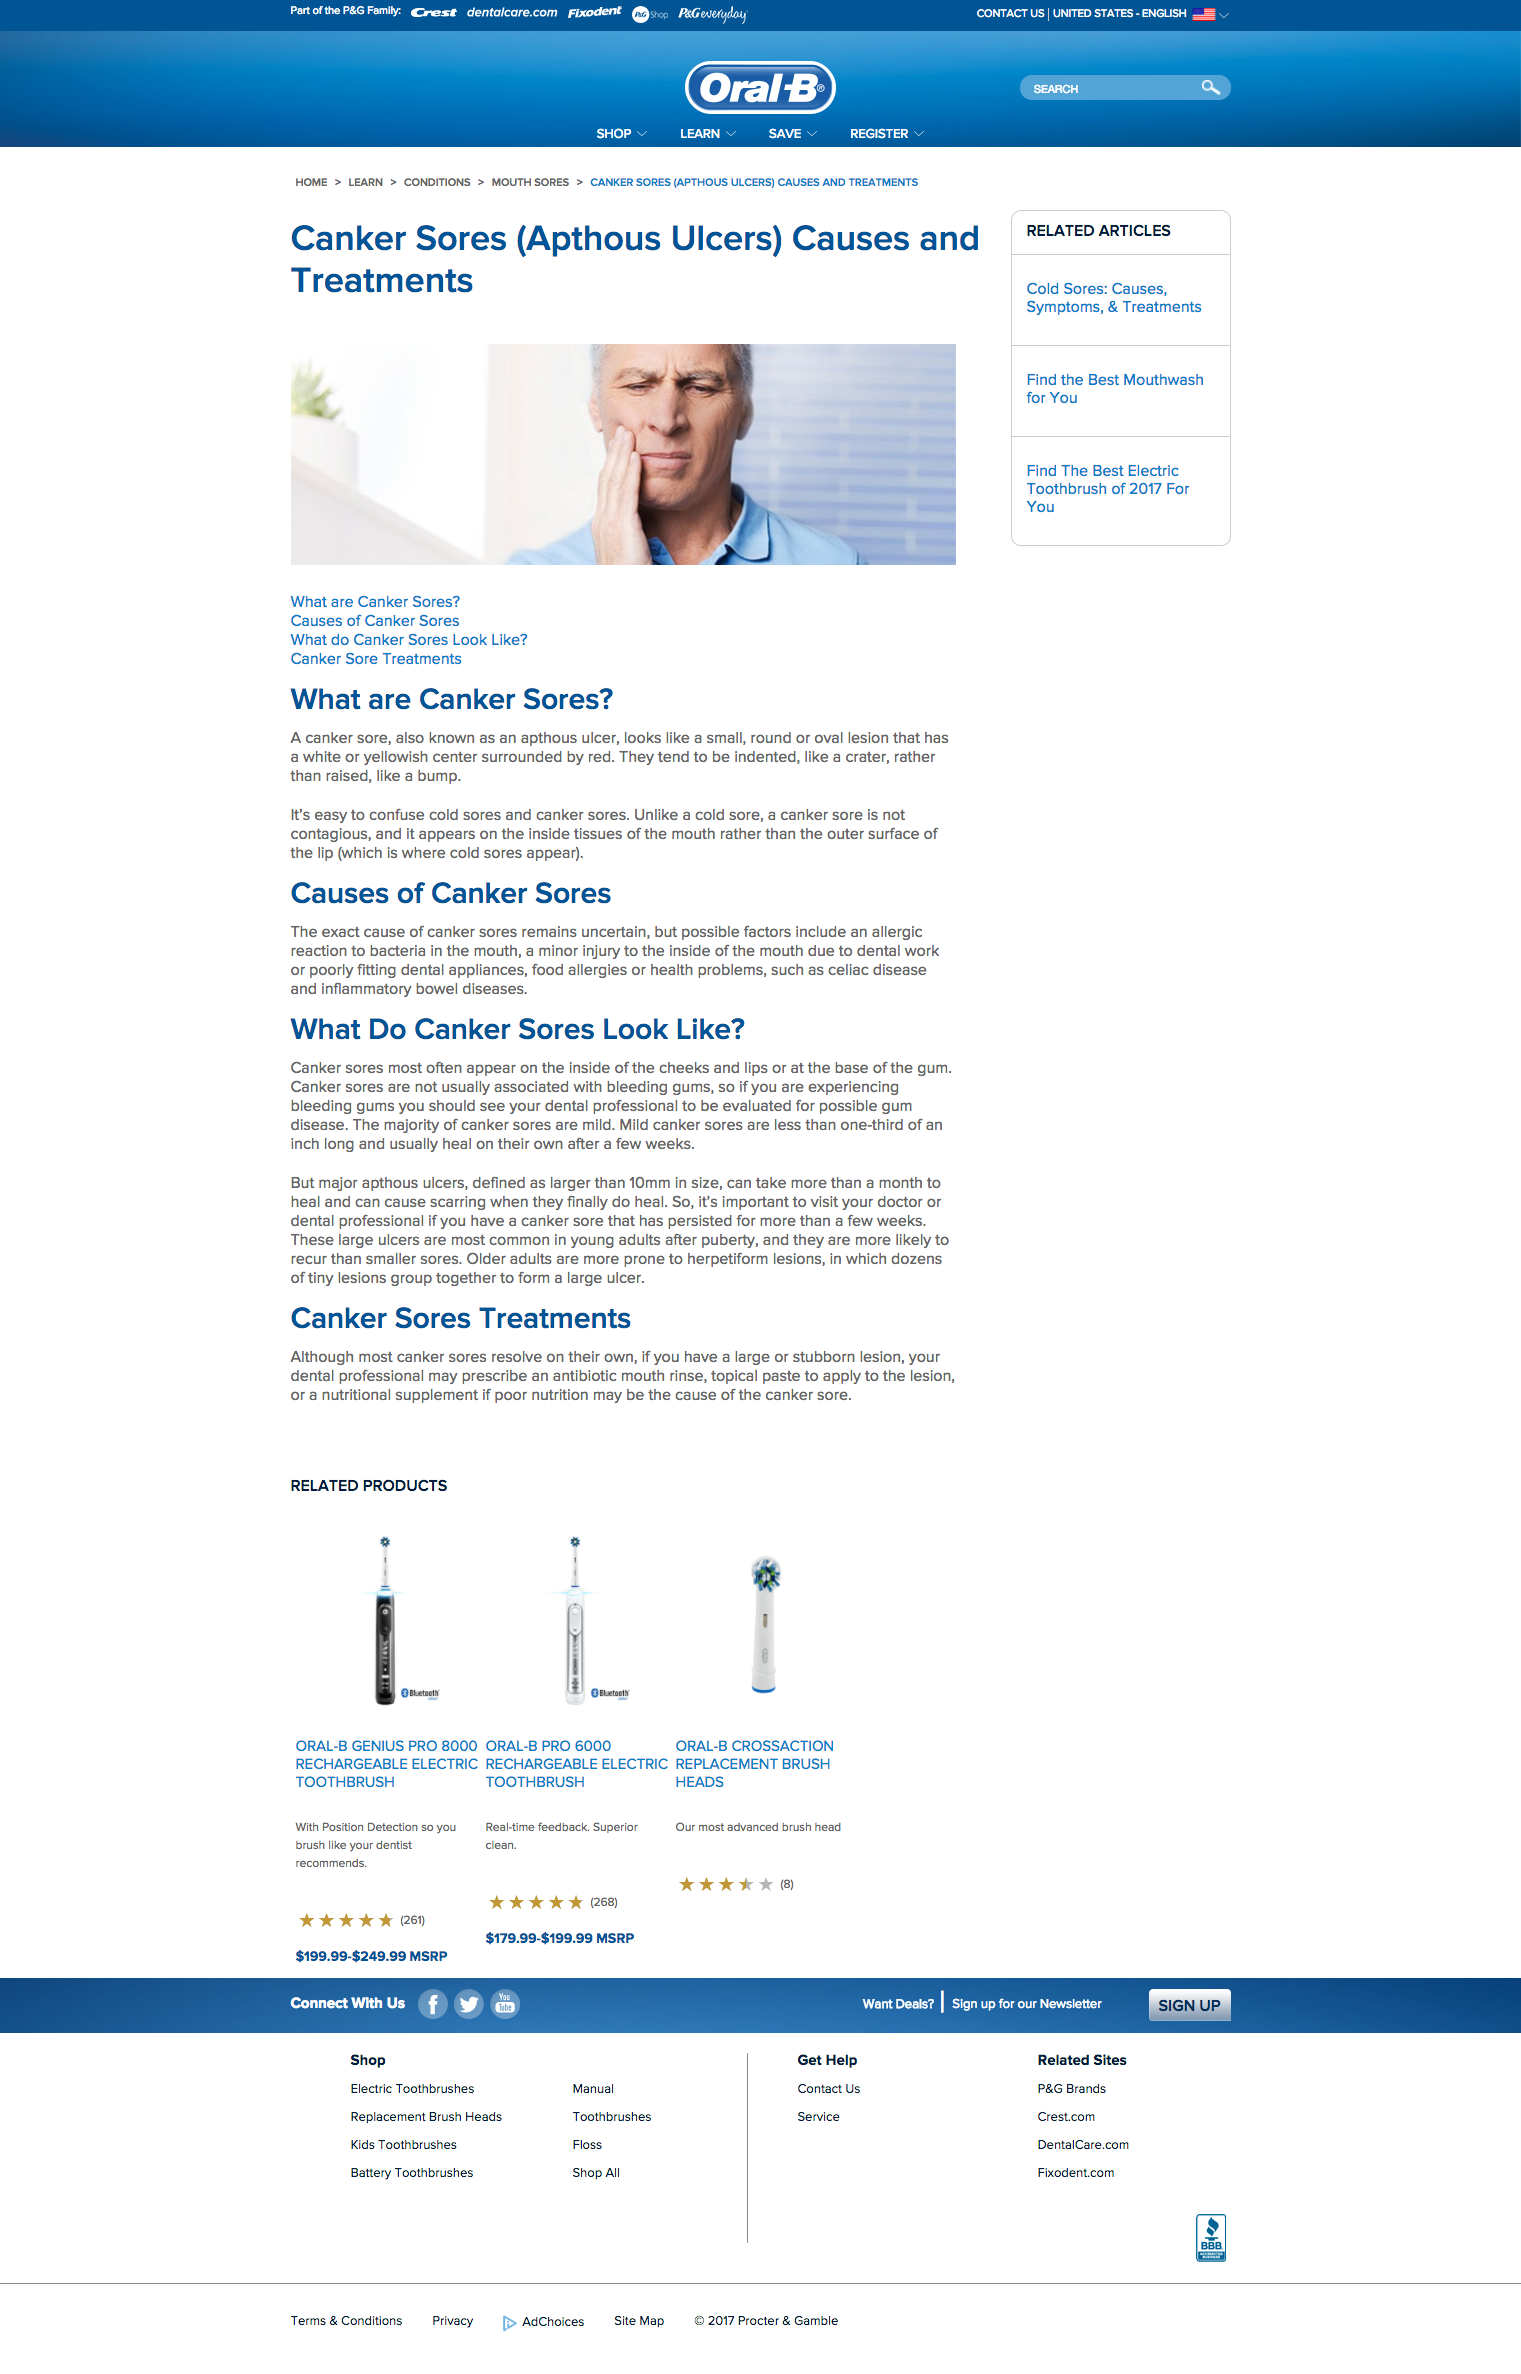 Part of the P&G Family: Crest dentalcare.com Fixodent P&G Shop P&G everyday
CONTACT US | UNITED STATES - ENGLISH
Oral-B®
SEARCH
SHOP LEARN SAVE REGISTER
HOME > LEARN > CONDITIONS > MOUTH SORES > CANKER SORES (APTHOUS ULCERS) CAUSES AND TREATMENTS
Canker Sores (Apthous Ulcers) Causes and
Treatments
RELATED ARTICLES
Cold Sores: Causes,
Symptoms, & Treatments
Find the Best Mouthwash
for You
Find The Best Electric
Toothbrush of 2017 For
You
What are Canker Sores?
Causes of Canker Sores
What do Canker Sores Look Like?
Canker Sore Treatments
What are Canker Sores?
A canker sore, also known as an apthous ulcer, looks like a small, round or oval lesion that has
a white or yellowish center surrounded by red. They tend to be indented, like a crater, rather
than raised, like a bump.
It's easy to confuse cold sores and canker sores. Unlike a cold sore, a canker sore is not
contagious, and it appears on the inside tissues of the mouth rather than the outer surface of
the lip (which is where cold sores appear).
Causes of Canker Sores
The exact cause of canker sores remains uncertain, but possible factors include an allergic
reaction to bacteria in the mouth, a minor injury to the inside of the mouth due to dental work
or poorly fitting dental appliances, food allergies or health problems, such as celiac disease
and inflammatory bowel diseases.
What Do Canker Sores Look Like?
Canker sores most often appear on the inside of the cheeks and lips or at the base of the gum.
Canker sores are not usually associated with bleeding gums, so if you are experiencing
bleeding gums you should see your dental professional to be evaluated for possible gum
disease. The majority of canker sores are mild. Mild canker sores are less than one-third of an
inch long and usually heal on their own after a few weeks.
But major apthous ulcers, defined as larger than 10mm in size, can take more than a month to
heal and can cause scarring when they finally do heal. So, it's important to visit your doctor or
dental professional if you have a canker sore that has persisted for more than a few weeks.
These large ulcers are most common in young adults after puberty, and they are more likely to
recur than smaller sores. Older adults are more prone to herpetiform lesions, in which dozens
of tiny lesions group together to form a large ulcer.
Canker Sores Treatments
Although most canker sores resolve on their own, if you have a large or stubborn lesion, your
dental professional may prescribe an antibiotic mouth rinse, topical paste to apply to the lesion,
or a nutritional supplement if poor nutrition may be the cause of the canker sore.
RELATED PRODUCTS
Bluetooth
Bluetooth
ORAL-B GENIUS PRO 8000
RECHARGEABLE ELECTRIC
TOOTHBRUSH
With Position Detection so you
brush like your dentist
recommends.
(261)
$199.99-$249.99 MSRP
ORAL-B PRO 6000
RECHARGEABLE ELECTRIC
TOOTHBRUSH
Real-time feedback. Superior
clean.
(268)
$179.99-$199.99 MSRP
ORAL-B CROSSACTION
REPLACEMENT BRUSH
HEADS
Our most advanced brush head
(8)
Connect With Us
You
Tube
Want Deals? | Sign up for our Newsletter
SIGN UP
Shop
Electric Toothbrushes
Replacement Brush Heads
Kids Toothbrushes
Battery Toothbrushes
Manual
Toothbrushes
Floss
Shop All
Get Help
Contact Us
Service
Related Sites
P&G Brands
Crest.com
DentalCare.com
Fixodent.com
BBB.
ACCREDITED
BUSINESS
Terms & Conditions Privacy AdChoices Site Map © 2017 Procter & Gamble